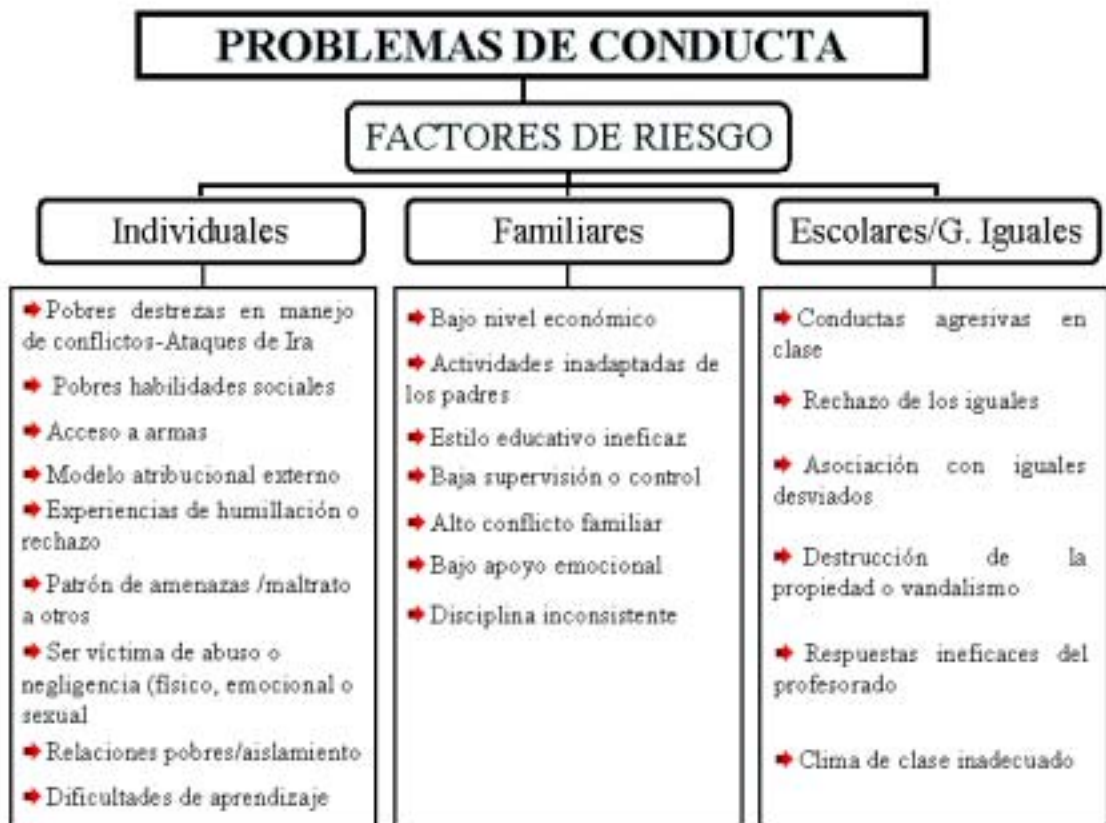 PROBLEMAS DE CONDUCTA
FACTORES DE RIESGO
Individuales
Pobres destrezas en manejo
de conflictos-Ataques de Ira
Pobres habilidades sociales
Acceso a armas
Modelo atribucional externo
Experiencias de humillación o
rechazo
Patrón de amenazas /maltrato
a otros
Ser víctima de abuso o
negligencia (físico, emocional o
sexual
Relaciones pobres/aislamiento
Dificultades de aprendizaje
Familiares
Bajo nivel económico
Actividades inadaptadas de
los padres
Estilo educativo ineficaz
Baja supervisión o control
Alto conflicto familiar
Bajo apoyo emocional
Disciplina inconsistente
Escolares/G. Iguales
Conductas agresivas en
clase
Rechazo de los iguales
Asociación con iguales
desviados
Destrucción de la
propiedad o vandalismo
Respuestas ineficaces del
profesorado
Clima de clase inadecuado